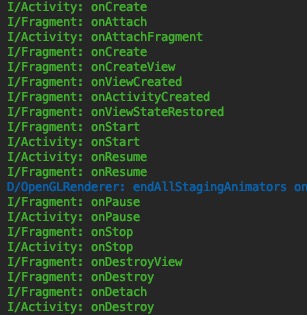 I/Activity: onCreate
I/Fragment: onAttach
I/Activity: onAttachFragment
I/Fragment: onCreate
I/Fragment: onCreateView
I/Fragment: onViewCreated
I/Fragment: onActivityCreated
I/Fragment: onViewStateRestored
I/Fragment: onStart
I/Activity: onStart
I/Activity: onResume
I/Fragment: onResume
D/OpenGLRenderer: endAllStagingAnimators on
I/Fragment: onPause
I/Activity: onPause
I/Fragment: onStop
I/Activity: onStop
I/Fragment: onDestroyView
I/Fragment: onDestroy
I/Fragment: onDetach
I/Activity: onDestroy